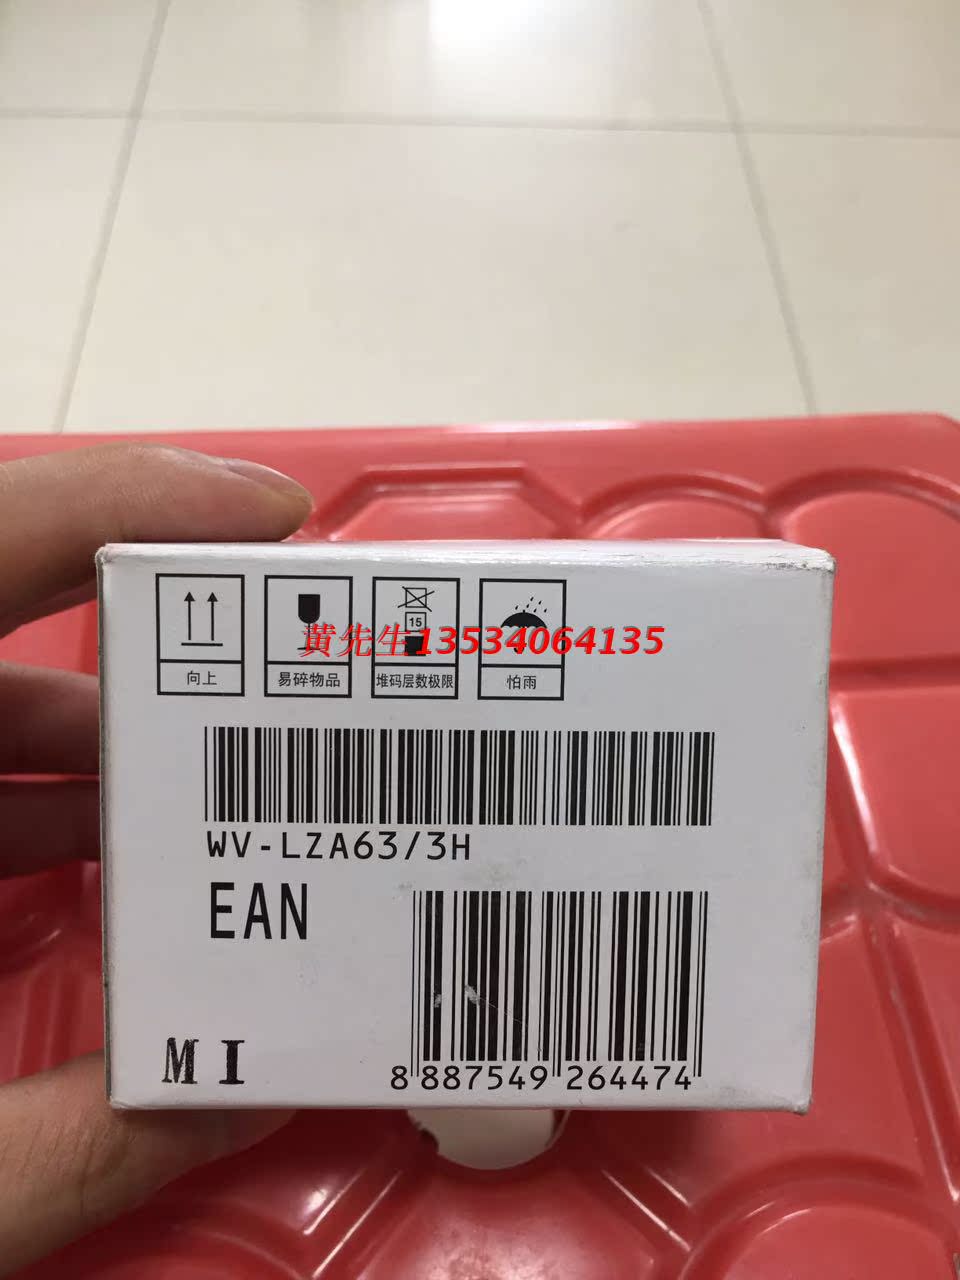 15
黄先生13534064135
向上
易碎物品
堆码层数极限
怕雨
WV-LZA63/3H
EAN
MI
8 887549 264474